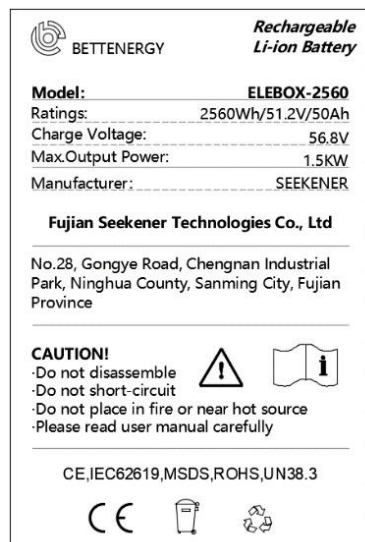 BETTENERGY
Rechargeable
Li-ion Battery
Model: ELEBOX-2560
Ratings: 2560Wh/51.2V/50Ah
Charge Voltage: 56.8V
Max.Output Power: 1.5KW
Manufacturer: SEEKENER
Fujian Seekener Technologies Co., Ltd
No.28, Gongye Road, Chengnan Industrial
Park, Ninghua County, Sanming City, Fujian
Province
CAUTION!
·Do not disassemble
·Do not short-circuit
·Do not place in fire or near hot source
·Please read user manual carefully
CE,IEC62619,MSDS,ROHS,UN38.3
CE